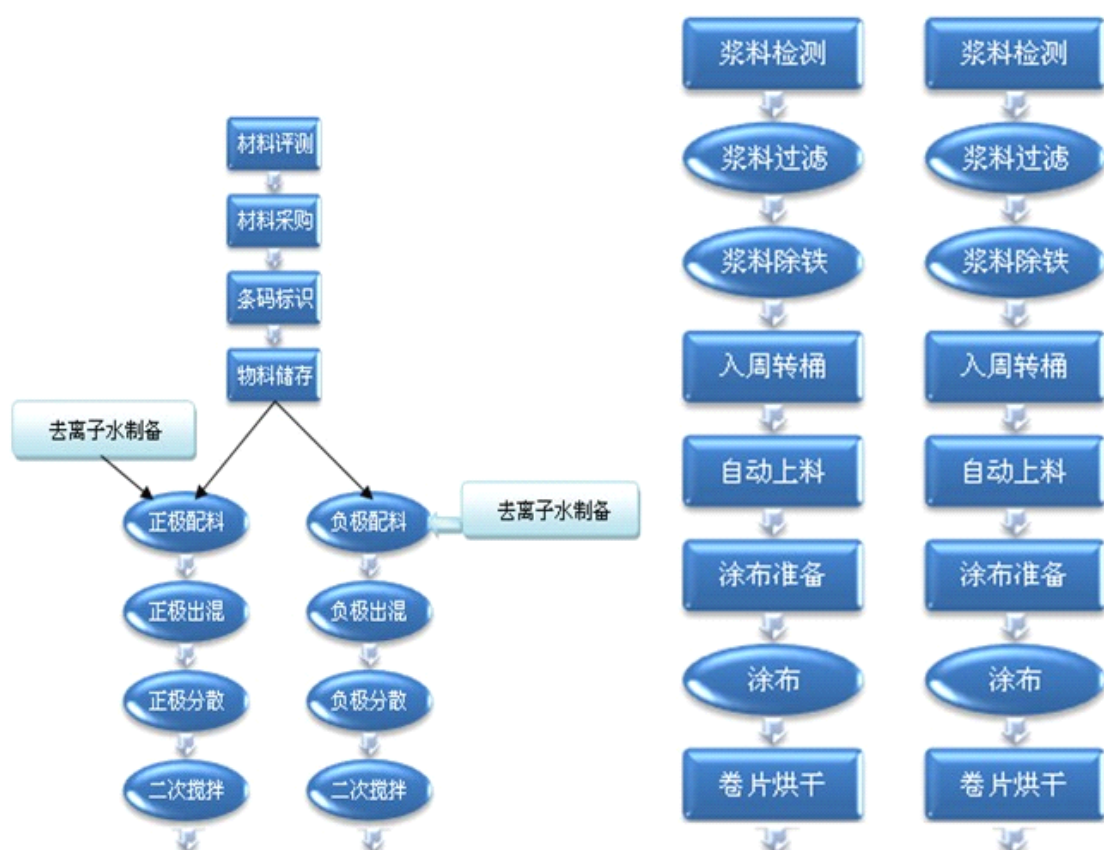 材料评测
材料采购
条码标识
物料储存
去离子水制备
正极配料
负极配料
去离子水制备
正极出混
负极出混
正极分散
负极分散
二次搅拌
二次搅拌
浆料检测
浆料检测
浆料过滤
浆料过滤
浆料除铁
浆料除铁
入周转桶
入周转桶
自动上料
自动上料
涂布准备
涂布准备
涂布
涂布
卷片烘干
卷片烘干